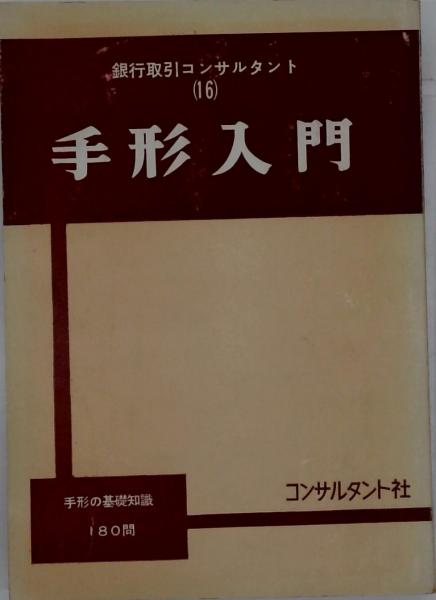 銀行取引コンサルタント
(16)
手形入門
手形の基礎知識
180問
コンサルタント社